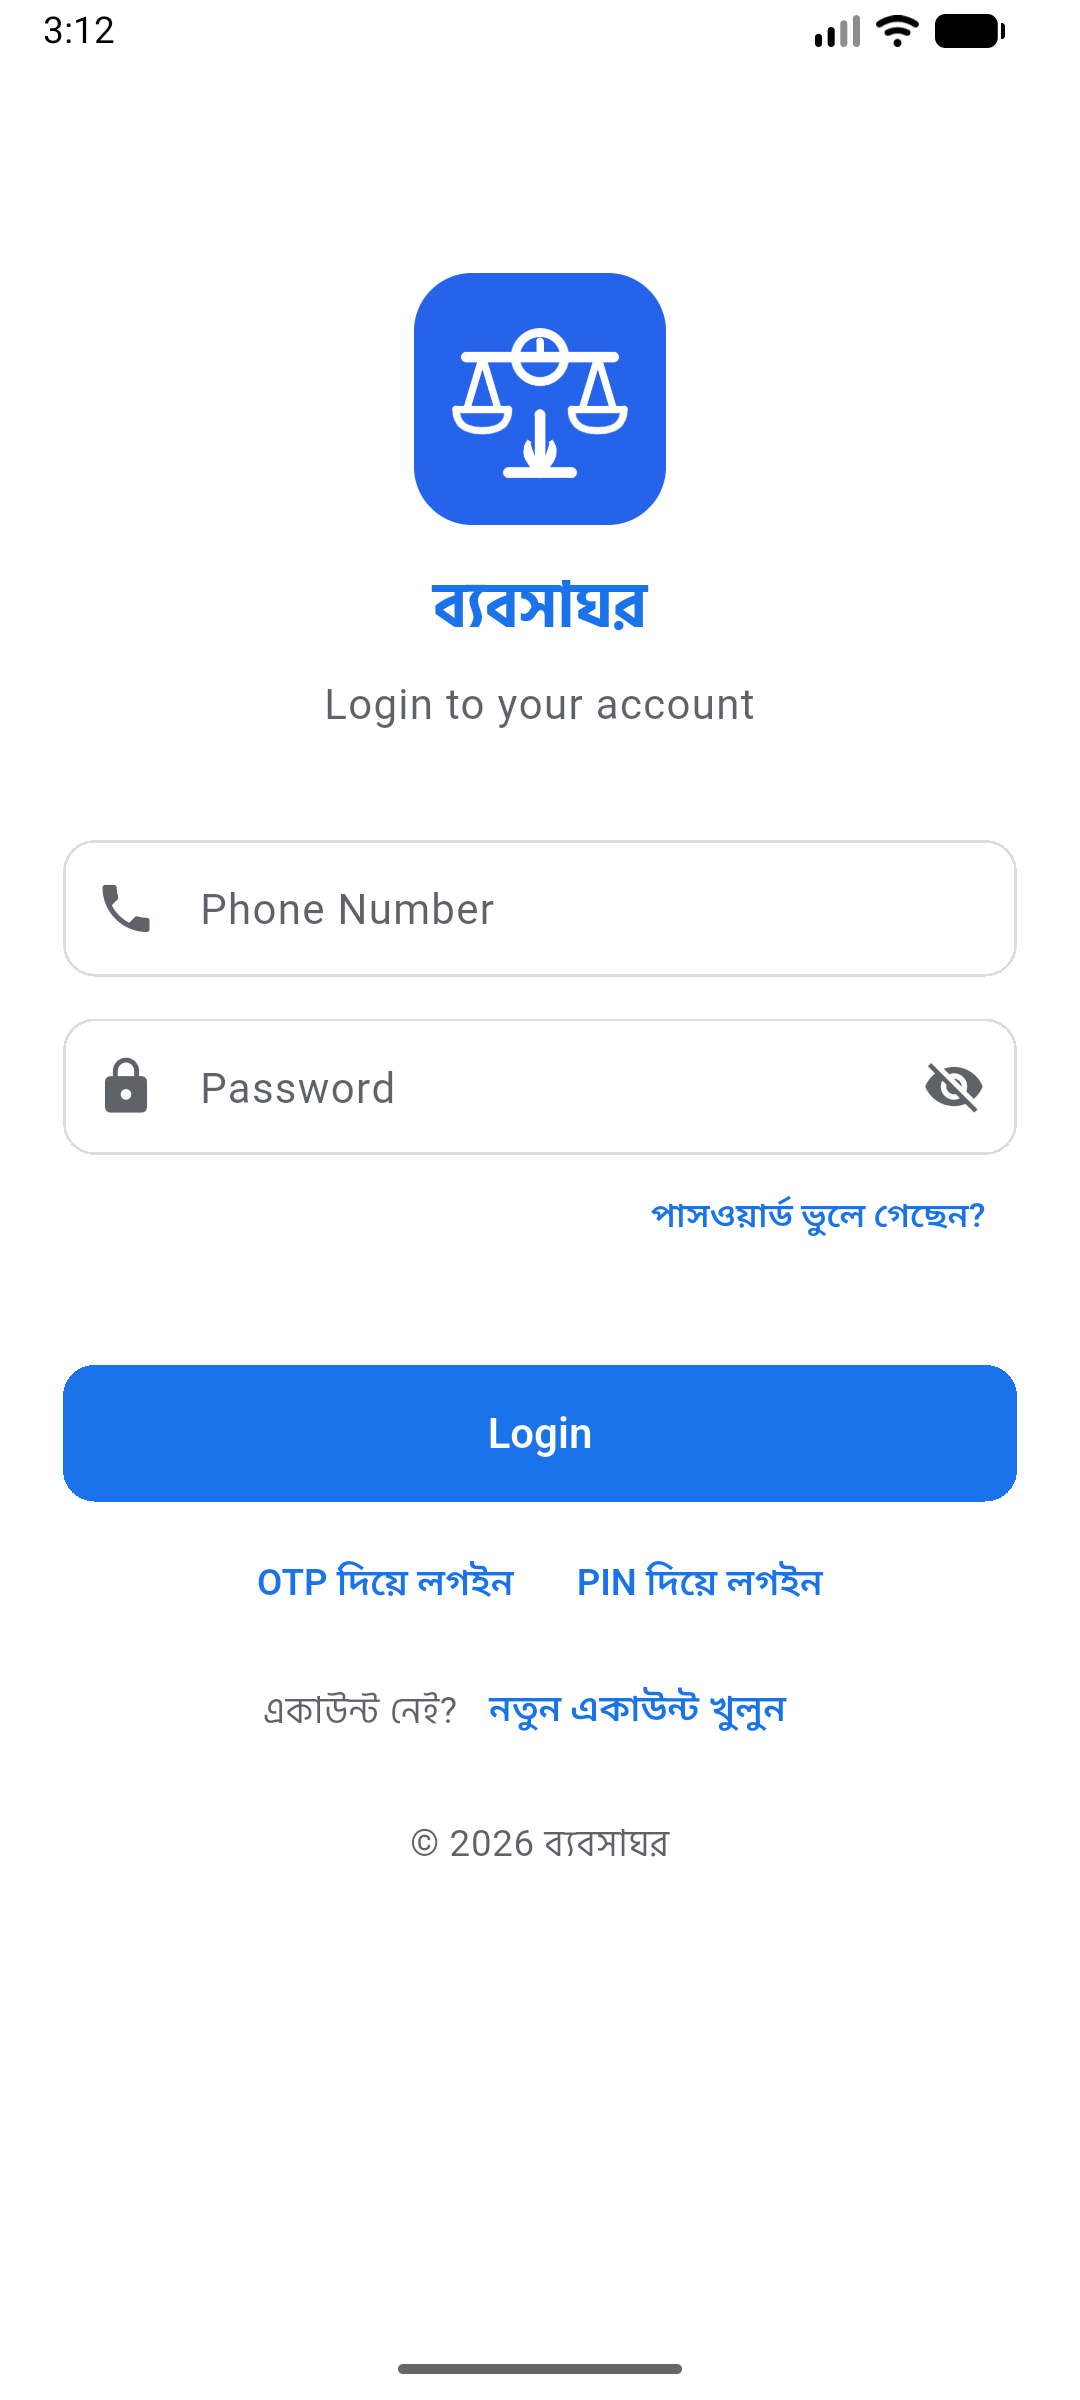 3:12
ব্যবসাঘর
Login to your account
Phone Number
Password
পাসওয়ার্ড ভুলে গেছেন?
Login
OTP দিয়ে লগইন PIN দিয়ে লগইন
একাউন্ট নেই? নতুন একাউন্ট খুলুন
© 2026 ব্যবসাঘর